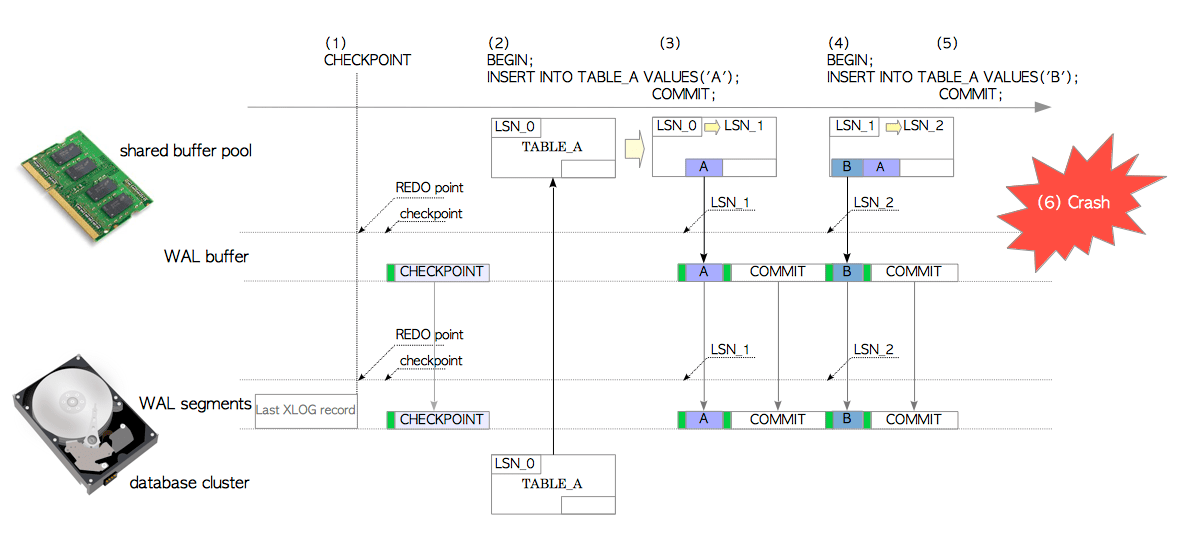 (1)
CHECKPOINT
(2)
BEGIN;
INSERT INTO TABLE_A VALUES('A');
(3)
COMMIT;
(4)
BEGIN;
INSERT INTO TABLE_A VALUES('B');
(5)
COMMIT;
shared buffer pool
LSN_0
TABLE_A
LSN_0 LSN_1
A
LSN_1 LSN_2
B A
(6) Crash
REDO point
checkpoint
LSN_1
LSN_2
WAL buffer
CHECKPOINT
A COMMIT B COMMIT
REDO point
checkpoint
LSN_1
LSN_2
WAL segments
Last XLOG record
CHECKPOINT
A COMMIT B COMMIT
database cluster
LSN_0
TABLE_A